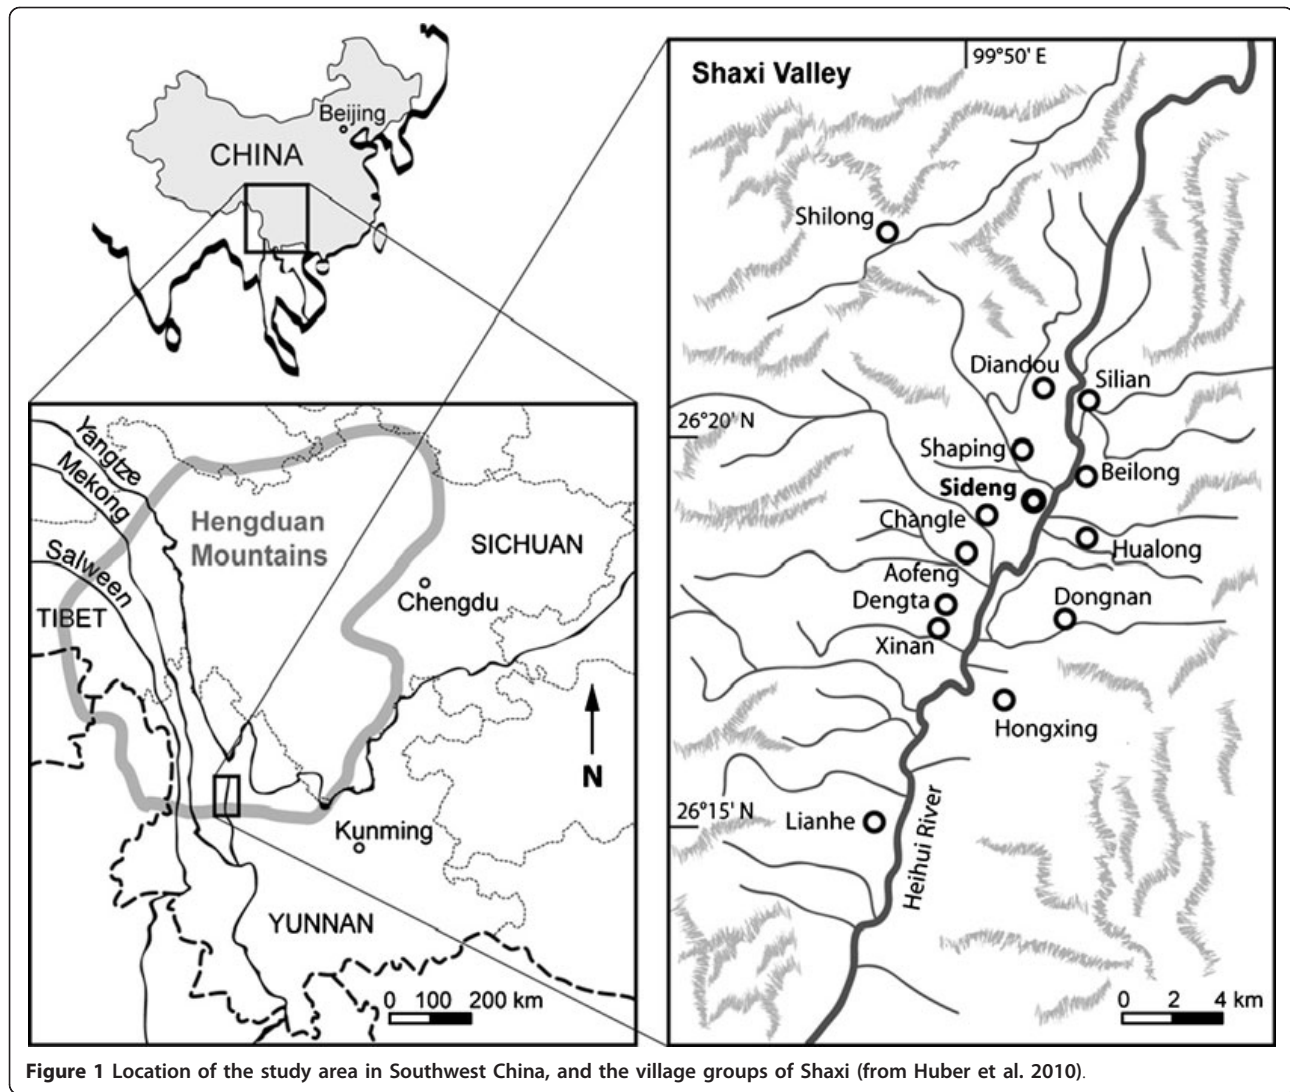 Beijing
CHINA
Yangtze
Mekong
Salween
TIBET
Hengduan
Mountains
SICHUAN
Chengdu
Kunming
YUNNAN
N
0 100 200 km
Shaxi Valley
99°50' E
Shilong
Diandou
Silian
26°20' N
Shaping
Beilong
Sideng
Changle
Hualong
Aofeng
Dengta
Dongnan
Xinan
Hongxing
26°15' N
Lianhe
Heihui River
0 2 4 km
Figure 1 Location of the study area in Southwest China, and the village groups of Shaxi (from Huber et al. 2010).